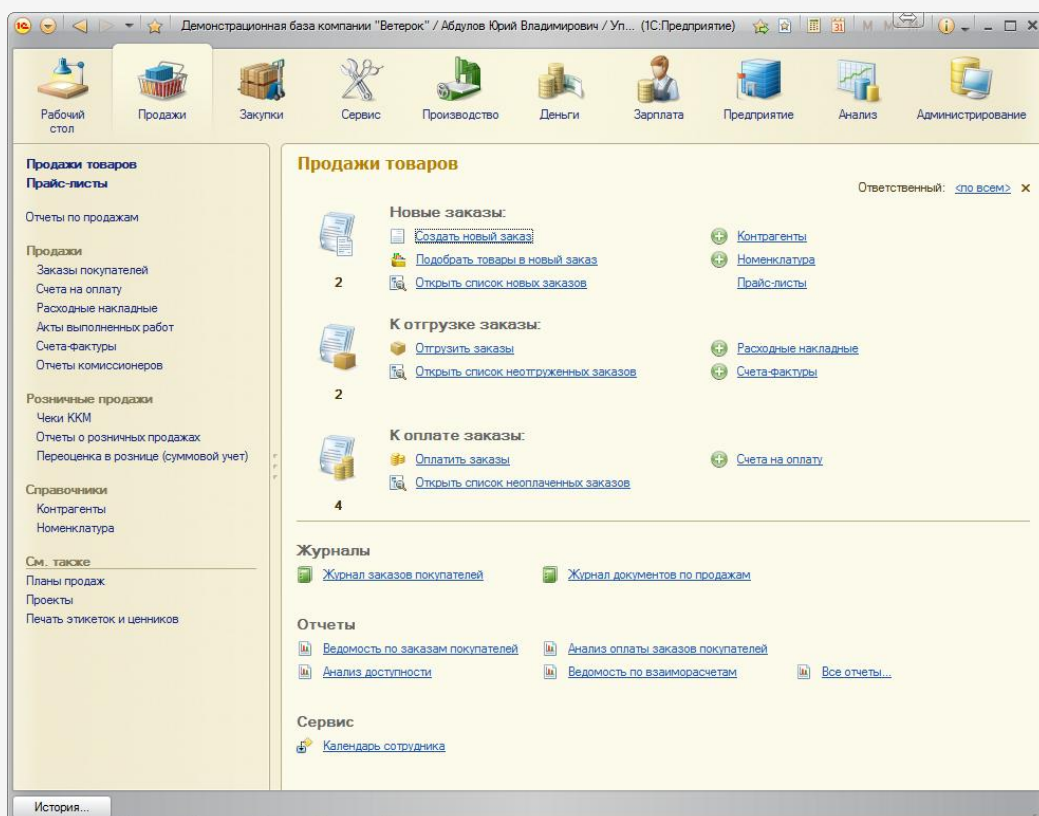 Демонстрационная база компании "Ветерок" / Абдулов Юрий Владимирович / Уп... (1С:Предприятие)
Рабочий стол
Продажи
Закупки
Сервис
Производство
Деньги
Зарплата
Предприятие
Анализ
Администрирование
Продажи товаров
Прайс-листы
Отчеты по продажам
Продажи
Заказы покупателей
Счета на оплату
Расходные накладные
Акты выполненных работ
Счета-фактуры
Отчеты комиссионеров
Розничные продажи
Чеки ККМ
Отчеты о розничных продажах
Переоценка в рознице (суммовой учет)
Справочники
Контрагенты
Номенклатура
См. также
Планы продаж
Проекты
Печать этикеток и ценников
Продажи товаров
Ответственный: <по всем>
Новые заказы:
Создать новый заказ
Контрагенты
Подобрать товары в новый заказ
Номенклатура
2
Открыть список новых заказов
Прайс-листы
К отгрузке заказы:
Отгрузить заказы
Расходные накладные
Открыть список неотгруженных заказов
Счета-фактуры
2
К оплате заказы:
Оплатить заказы
Счета на оплату
Открыть список неоплаченных заказов
4
Журналы
Журнал заказов покупателей
Журнал документов по продажам
Отчеты
Ведомость по заказам покупателей
Анализ оплаты заказов покупателей
Анализ доступности
Ведомость по взаиморасчетам
Все отчеты...
Сервис
Календарь сотрудника
История...